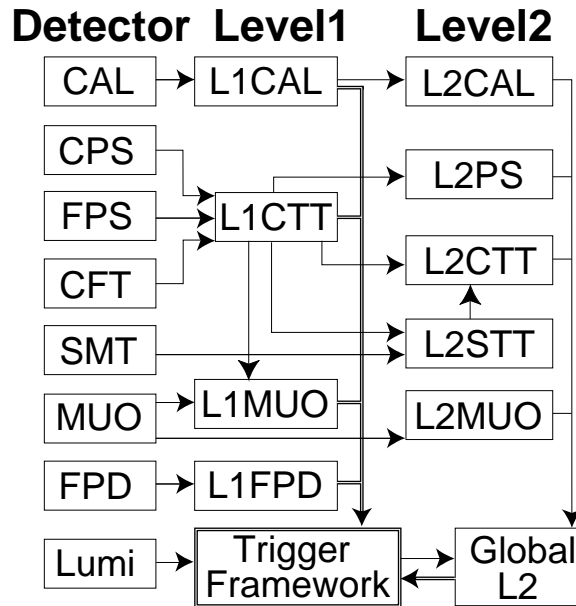 Detector Level1 Level2
CAL L1CAL L2CAL
CPS
L2PS
FPS L1CTT
L2CTT
CFT
SMT L2STT
MUO L1MUO L2MUO
FPD L1FPD
Lumi Trigger Global
Framework L2